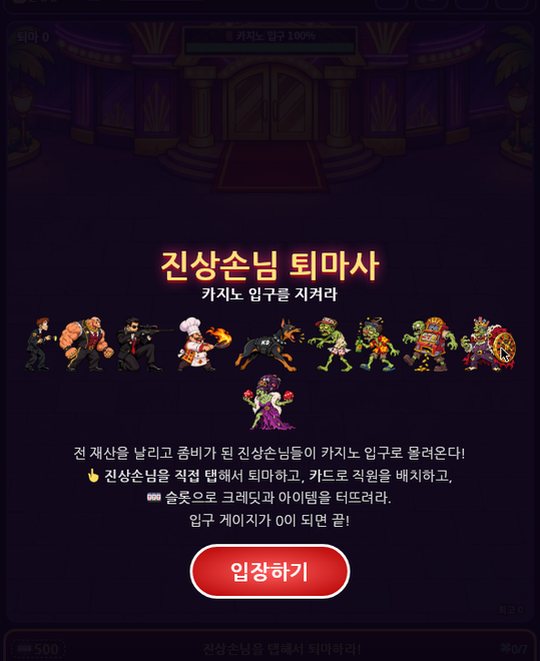 퇴마 0
카지노 입구 100%
진상손님 퇴마사
카지노 입구를 지켜라
전 재산을 날리고 좀비가 된 진상손님들이 카지노 입구로 몰려온다!
👆 진상손님을 직접 탭해서 퇴마하고, 카드로 직원을 배치하고,
🎰 슬롯으로 크레딧과 아이템을 터뜨려라.
입구 게이지가 0이 되면 끝!
입장하기
최고 0
500
진상손님을 탭해서 퇴마하라!
0/7